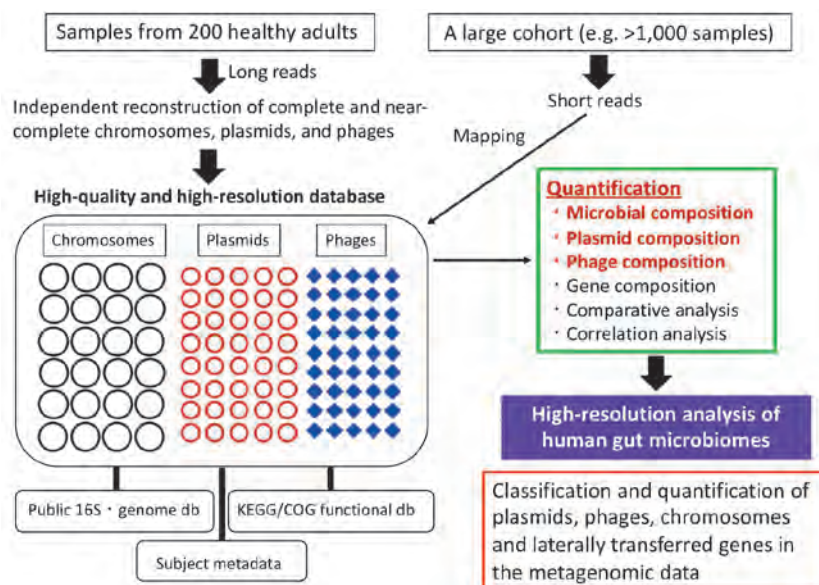 Samples from 200 healthy adults
A large cohort (e.g. >1,000 samples)
Long reads
Short reads
Independent reconstruction of complete and near-
complete chromosomes, plasmids, and phages
Mapping
High-quality and high-resolution database
Chromosomes
Plasmids
Phages
Quantification
・Microbial composition
・Plasmid composition
・Phage composition
・Gene composition
・Comparative analysis
・Correlation analysis
High-resolution analysis of
human gut microbiomes
Public 16S・genome db
KEGG/COG functional db
Subject metadata
Classification and quantification of
plasmids, phages, chromosomes
and laterally transferred genes in
the metagenomic data